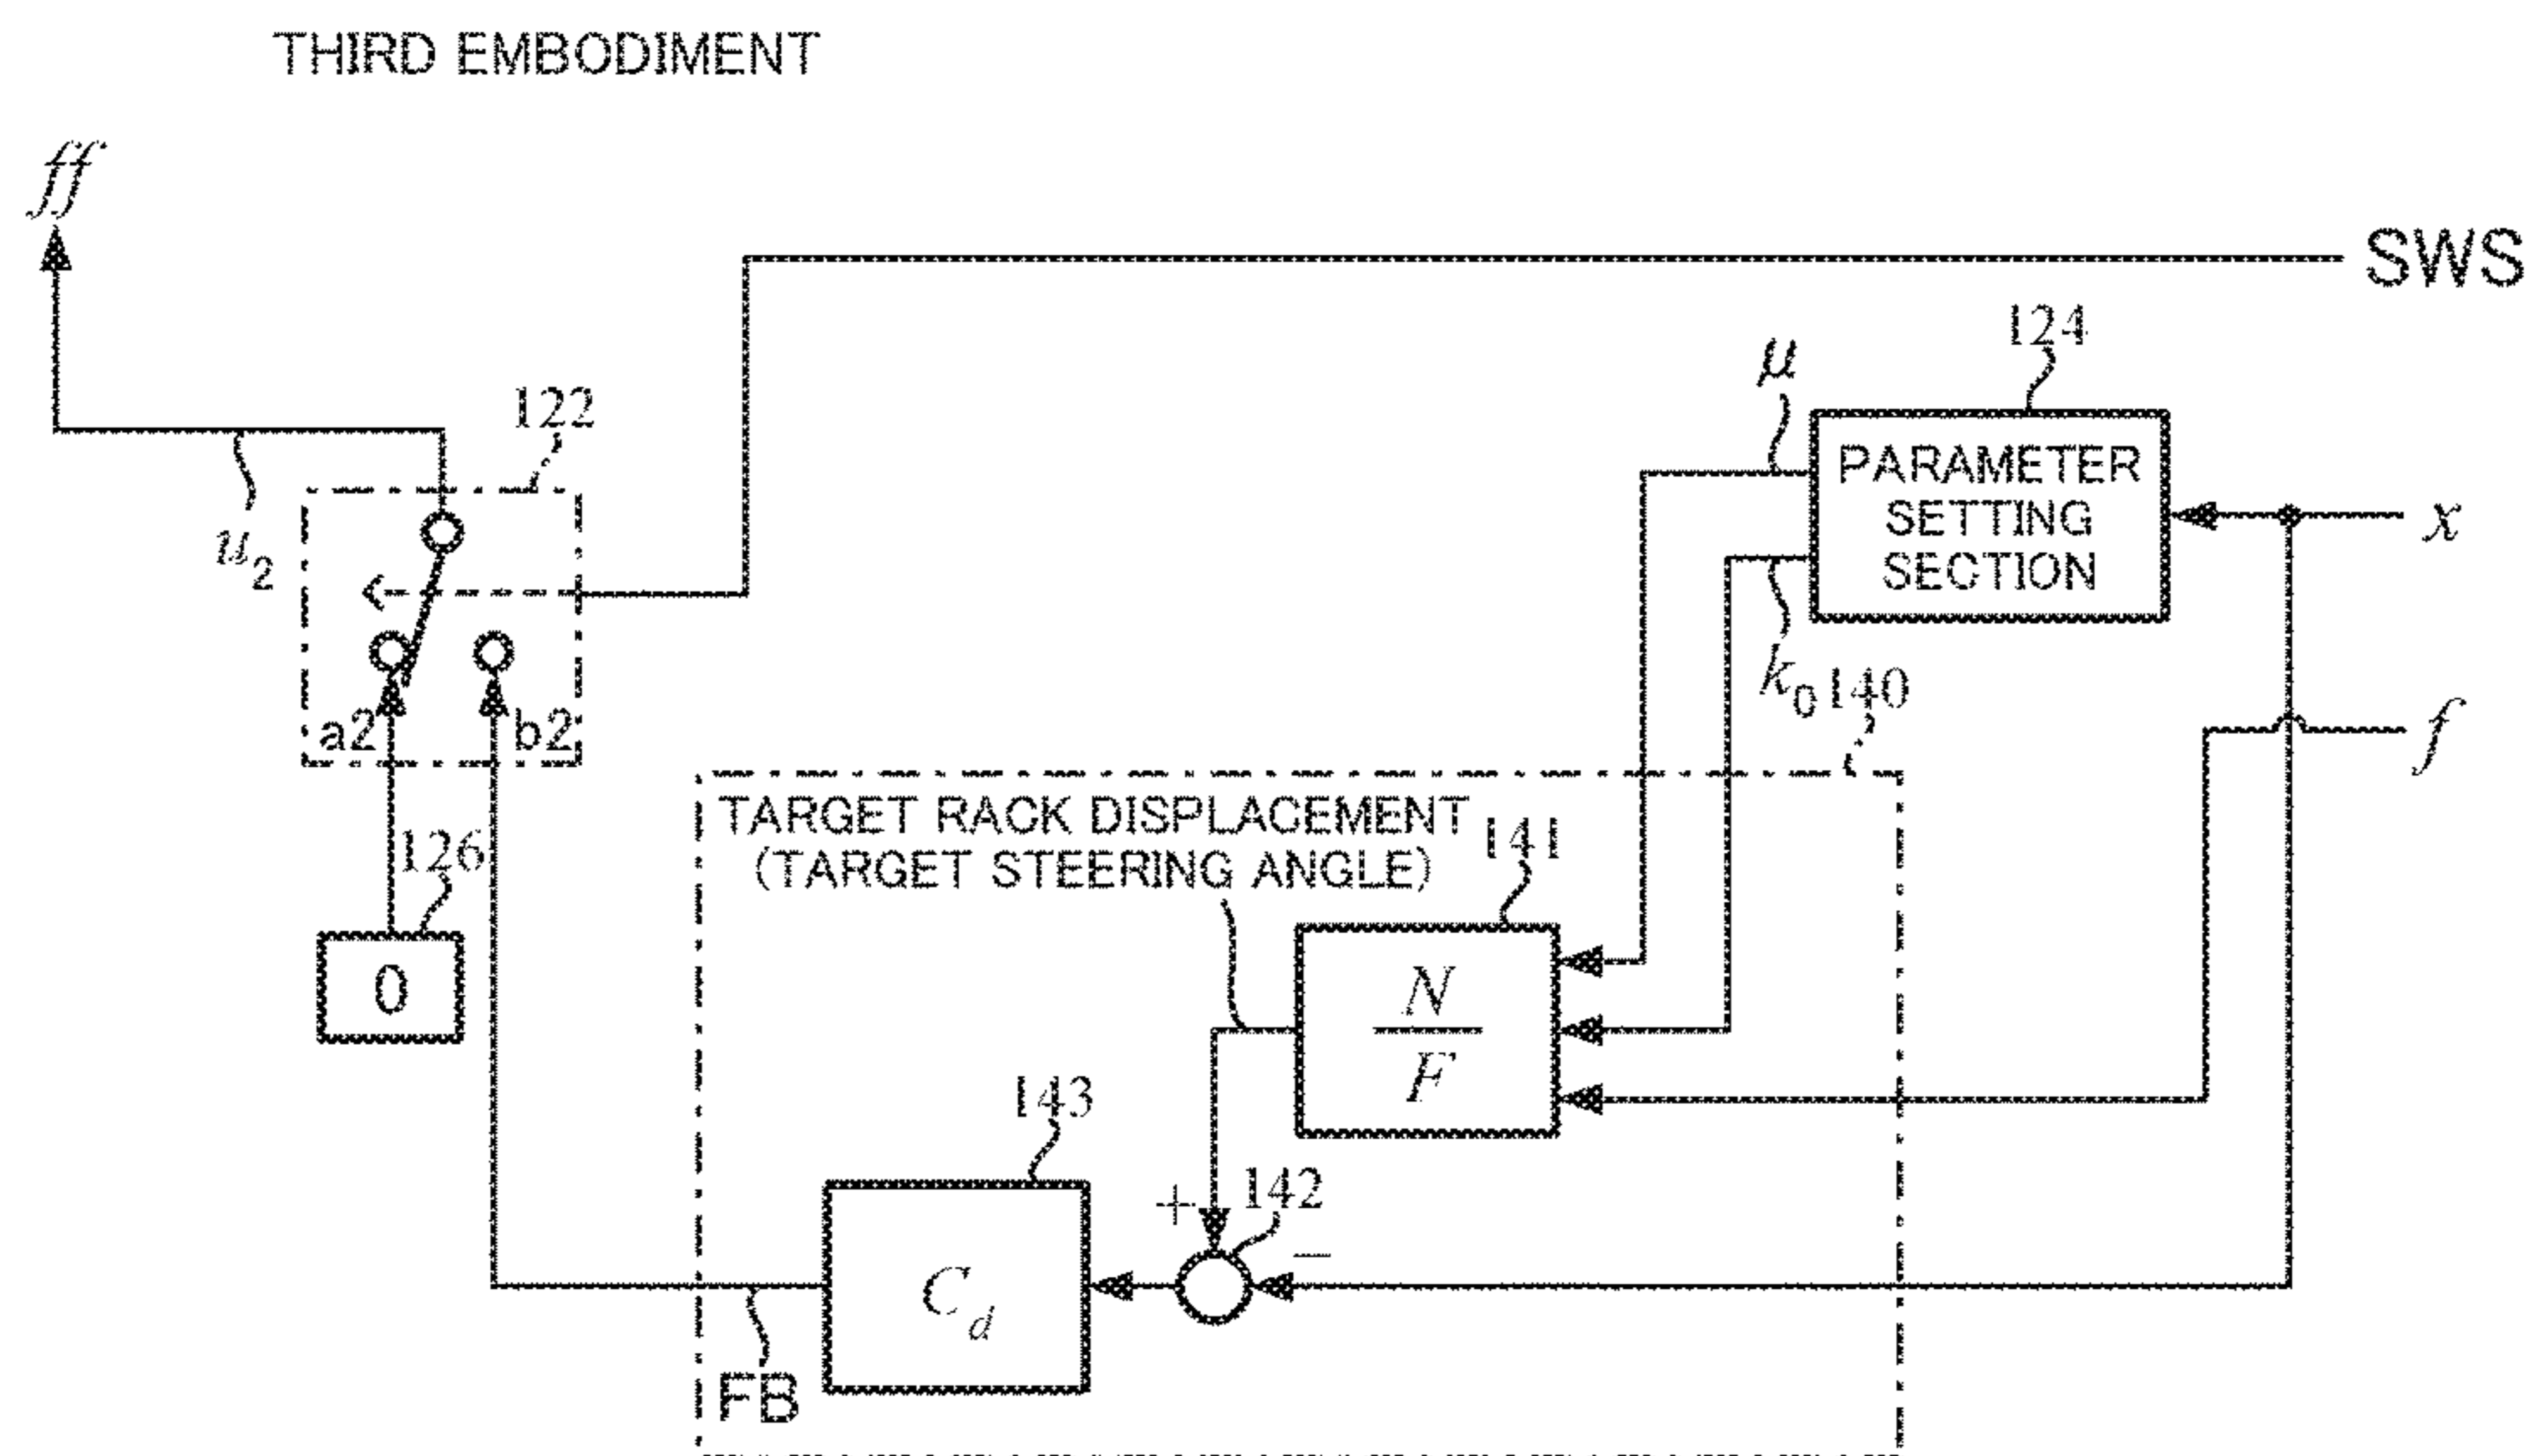 THIRD EMBODIMENT
ff
SWS
124
μ
122
PARAMETER
SETTING
SECTION
x
u2
k0
140
f
a2
b2
TARGET RACK DISPLACEMENT
(TARGET STEERING ANGLE)
141
126
0
N
F
143
142
+
−
Cd
FB